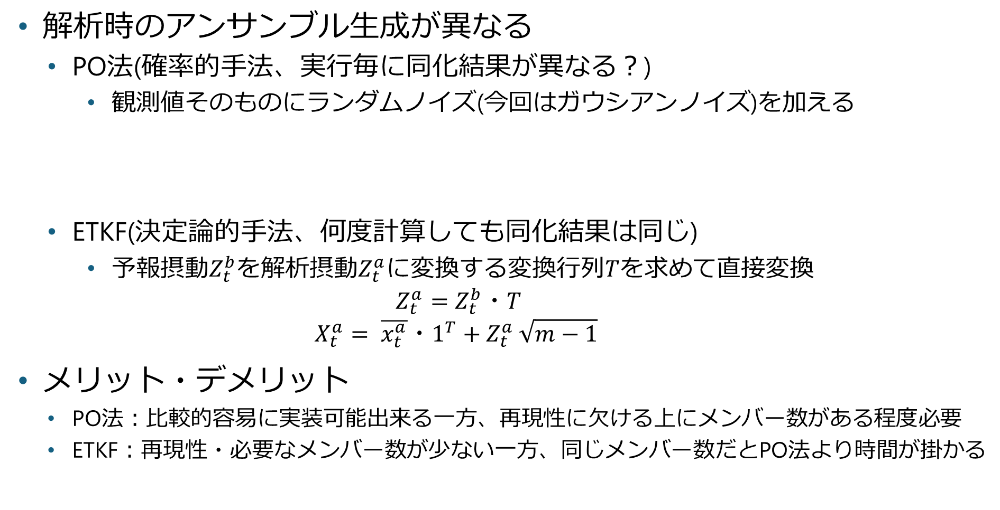 • 解析時のアンサンブル生成が異なる
• PO法(確率的手法、実行毎に同化結果が異なる？)
• 観測値そのものにランダムノイズ(今回はガウシアンノイズ)を加える
• ETKF(決定論的手法、何度計算しても同化結果は同じ)
• 予報摂動$Z_t^b$を解析摂動$Z_t^a$に変換する変換行列$T$を求めて直接変換
$Z_t^a = Z_t^b・T$
$X_t^a = \overline{x_t^a}・1^T + Z_t^a\sqrt{m-1}$
• メリット・デメリット
• PO法：比較的容易に実装可能出来る一方、再現性に欠ける上にメンバー数がある程度必要
• ETKF：再現性・必要なメンバー数が少ない一方、同じメンバー数だとPO法より時間が掛かる